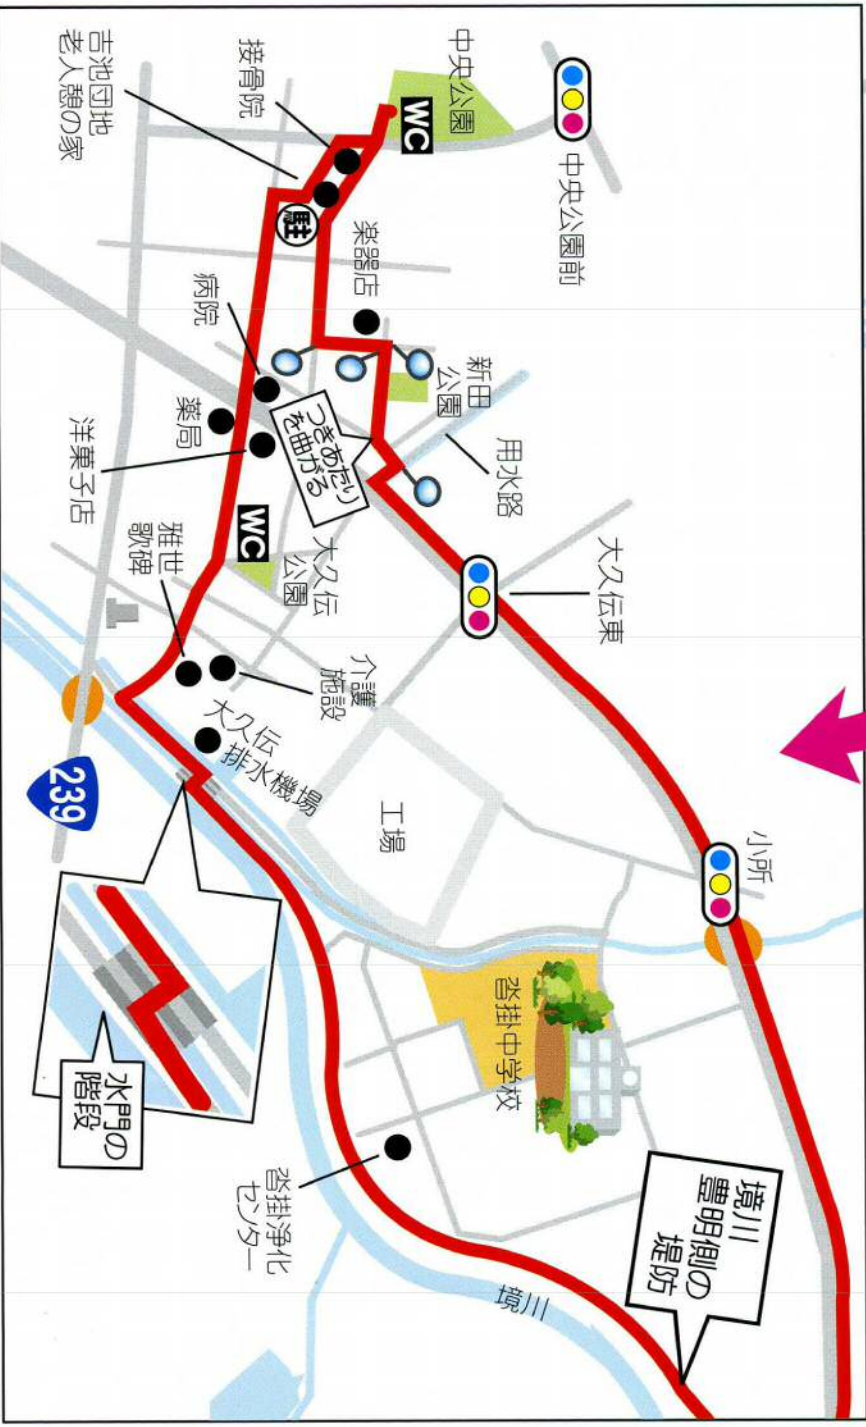 小所
境川
豊明側の
堤防
大久伝東
中央公園前
用水路
沓掛中学校
境川
新田
公園
中央公園
WC
工場
楽器店
介護
施設
大久伝
公園
つきあたり
を曲がる
駐
接骨院
大久伝
排水機場
WC
沓掛浄化
センター
病院
薬局
雅世
歌碑
吉池団地
老人憩の家
洋菓子店
水門の
階段
239